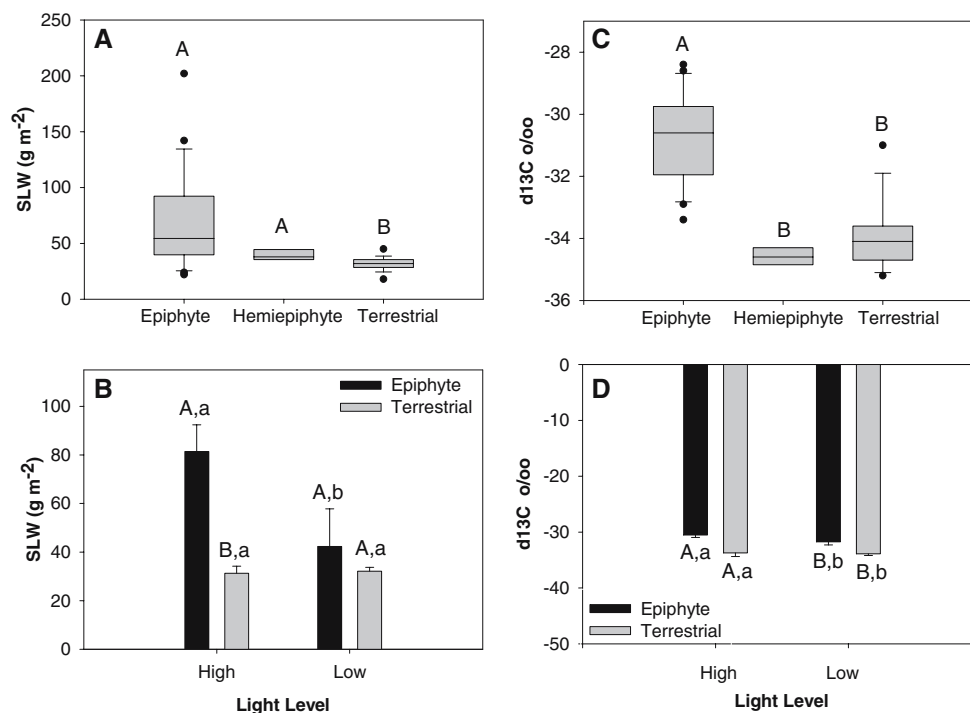 A
SLW (g m-2)
250
200
150
100
50
0
A
A
B
Epiphyte Hemiepiphyte Terrestrial
C
d13C o/oo
-28
-30
-32
-34
-36
A
B
B
Epiphyte Hemiepiphyte Terrestrial
B
SLW (g m-2)
100
80
60
40
20
0
Epiphyte
Terrestrial
A,a
B,a
A,b
A,a
High Low
Light Level
D
d13C o/oo
0
-10
-20
-30
-40
-50
A,a
A,a
B,b
B,b
Epiphyte
Terrestrial
High Low
Light Level